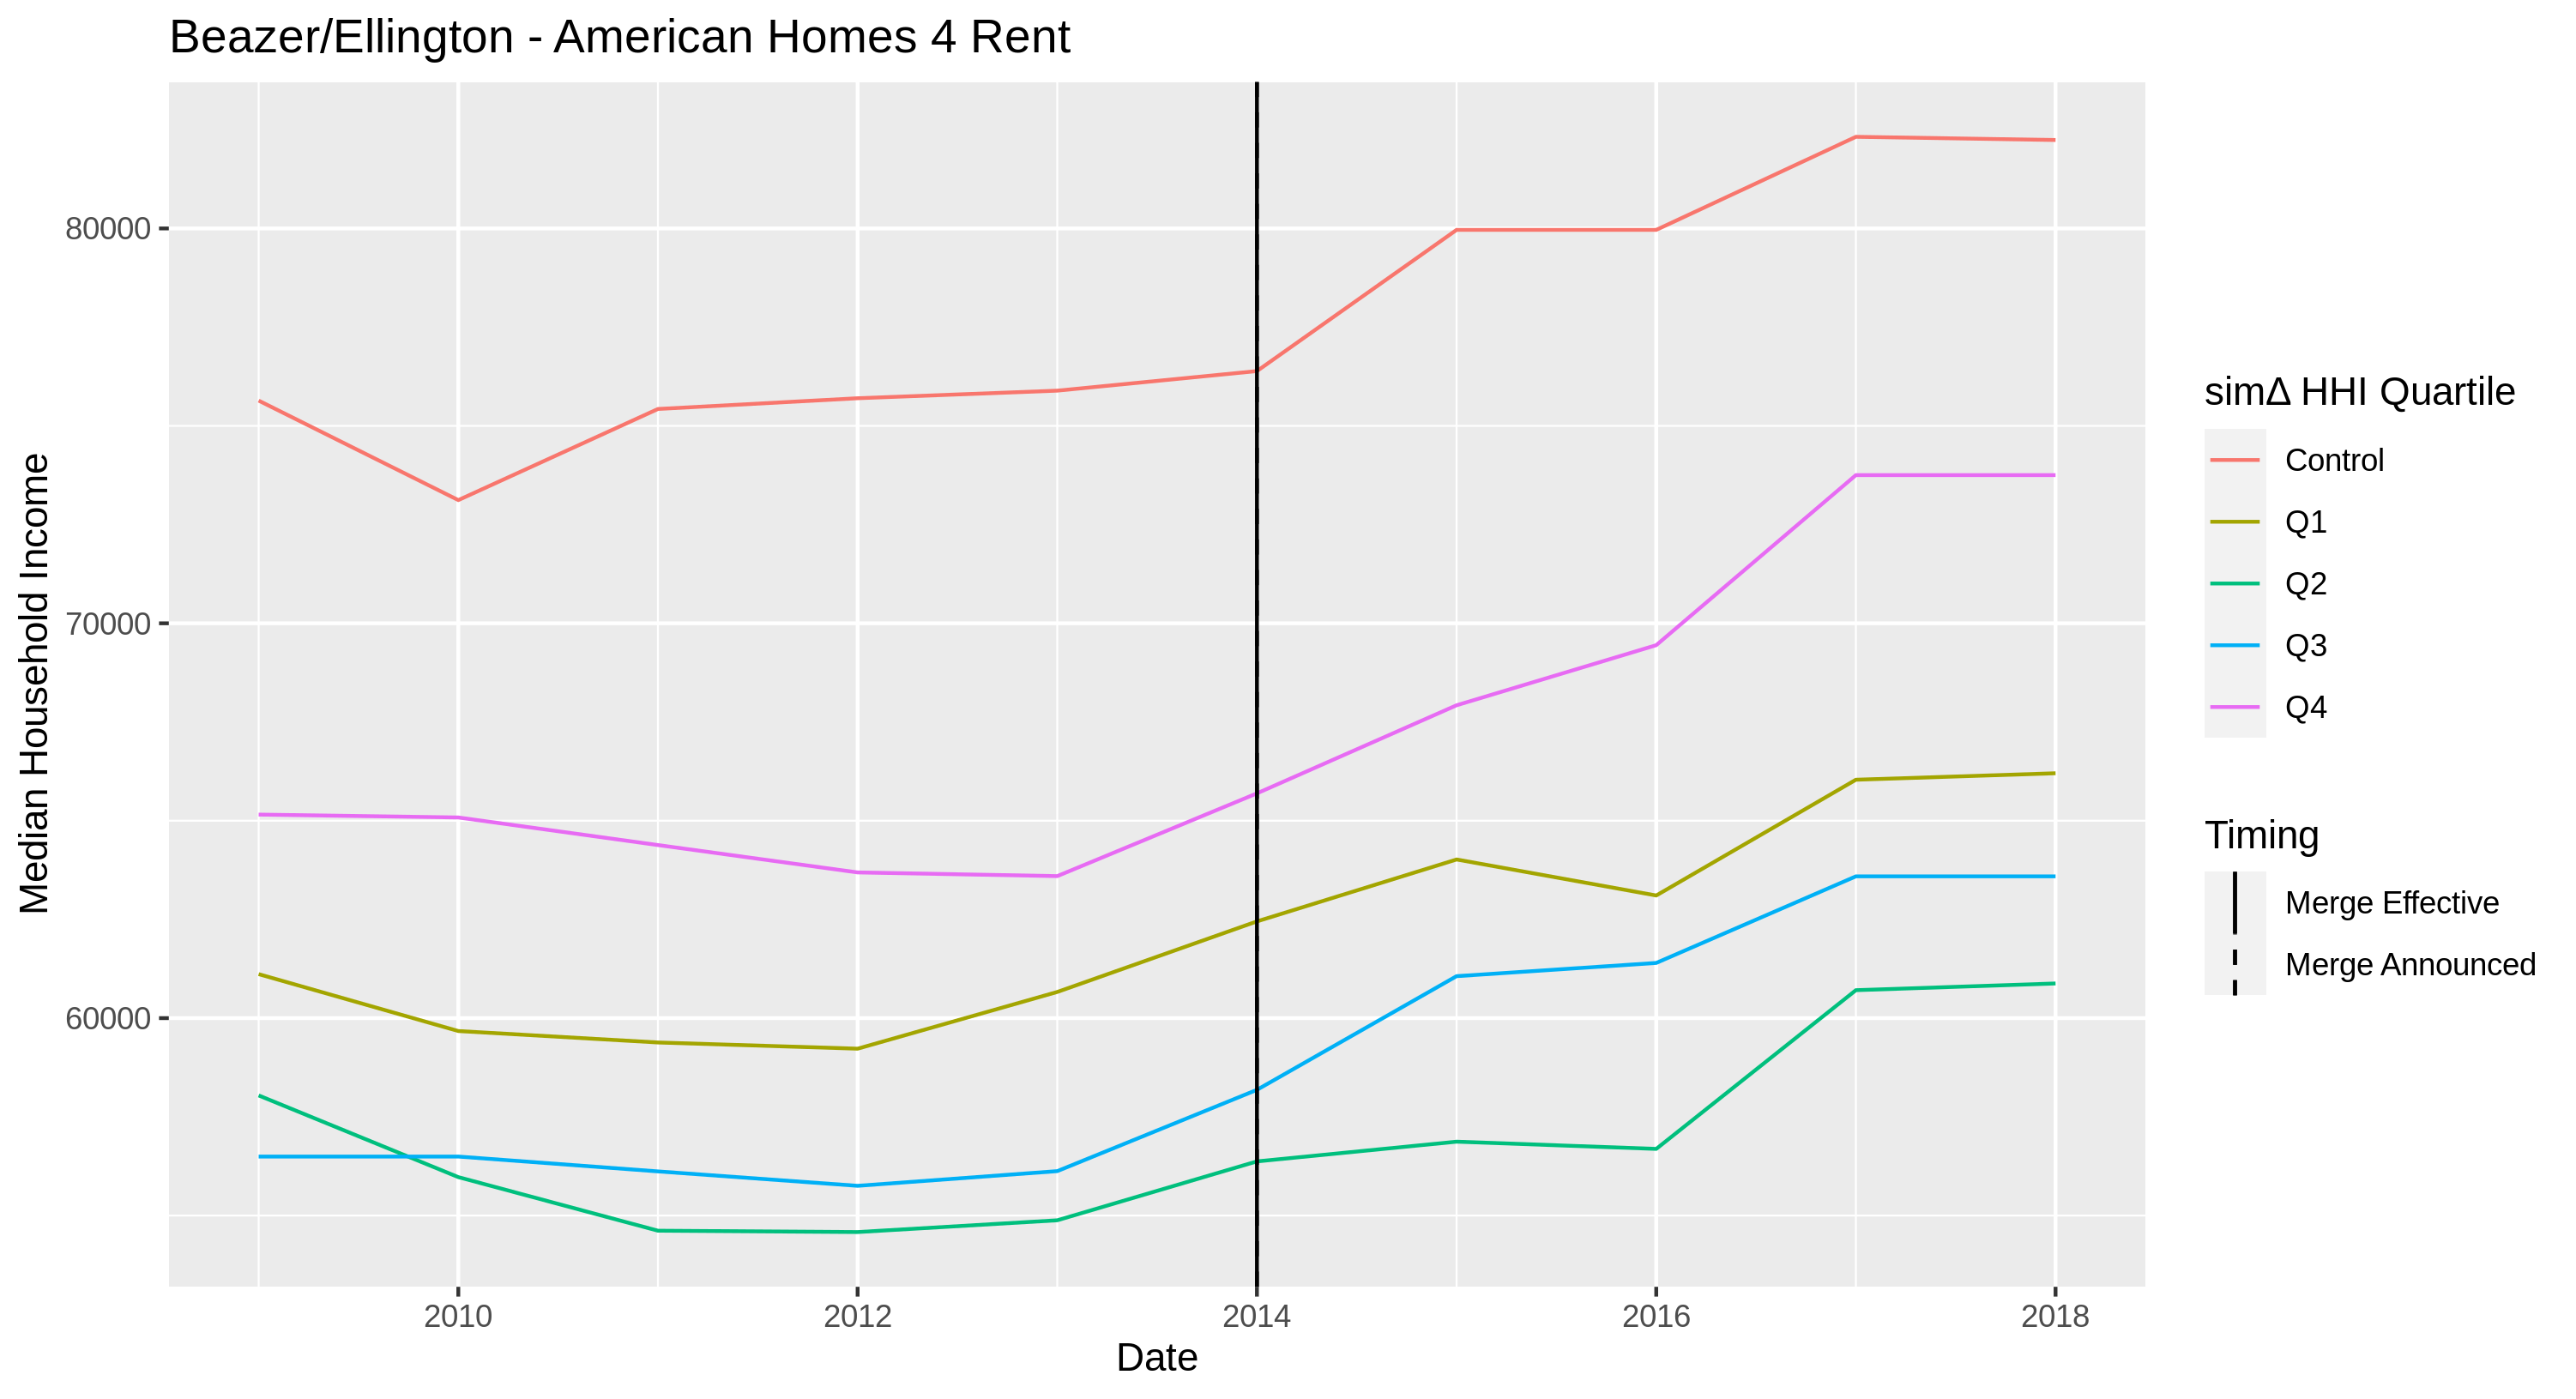 Beazer/Ellington - American Homes 4 Rent
Median Household Income
80000
70000
60000
2010
2012
2014
2016
2018
Date
simΔ HHI Quartile
Control
Q1
Q2
Q3
Q4
Timing
Merge Effective
Merge Announced